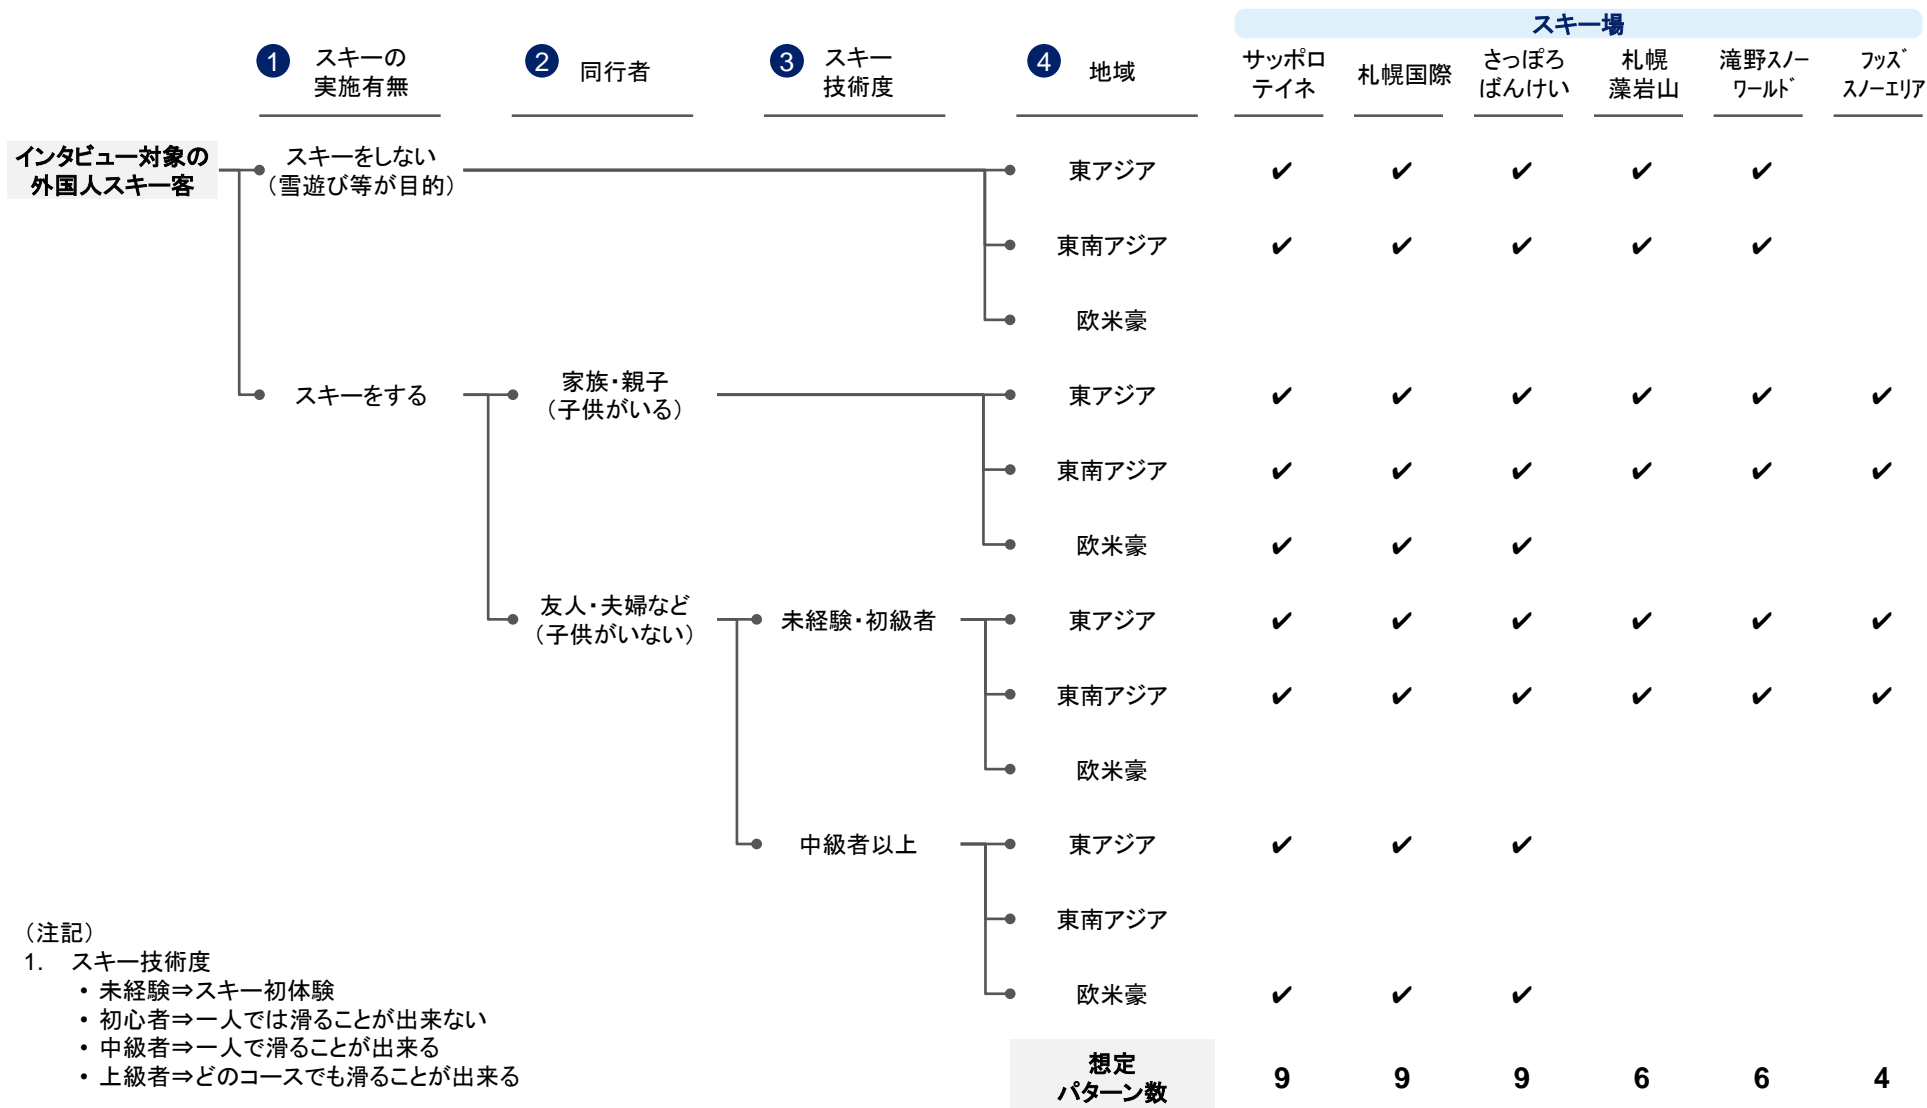 スキー場
1 スキーの
実施有無
2 同行者
3 スキー
技術度
4 地域
サッポロ
テイネ
札幌国際
さっぽろ
ばんけい
札幌
藻岩山
滝野スノー
ワールド
フッズ
スノーエリア
インタビュー対象の
外国人スキー客
スキーをしない
（雪遊び等が目的）
東アジア ✔ ✔ ✔ ✔ ✔
東南アジア ✔ ✔ ✔ ✔ ✔
欧米豪
スキーをする
家族・親子
（子供がいる）
東アジア ✔ ✔ ✔ ✔ ✔ ✔
東南アジア ✔ ✔ ✔ ✔ ✔ ✔
欧米豪 ✔ ✔ ✔
友人・夫婦など
（子供がいない）
未経験・初級者
東アジア ✔ ✔ ✔ ✔ ✔ ✔
東南アジア ✔ ✔ ✔ ✔ ✔ ✔
欧米豪
中級者以上
東アジア ✔ ✔ ✔
東南アジア
欧米豪 ✔ ✔ ✔
想定
パターン数
9 9 9 6 6 4
（注記）
1. スキー技術度
• 未経験⇒スキー初体験
• 初心者⇒一人では滑ることが出来ない
• 中級者⇒一人で滑ることが出来る
• 上級者⇒どのコースでも滑ることが出来る